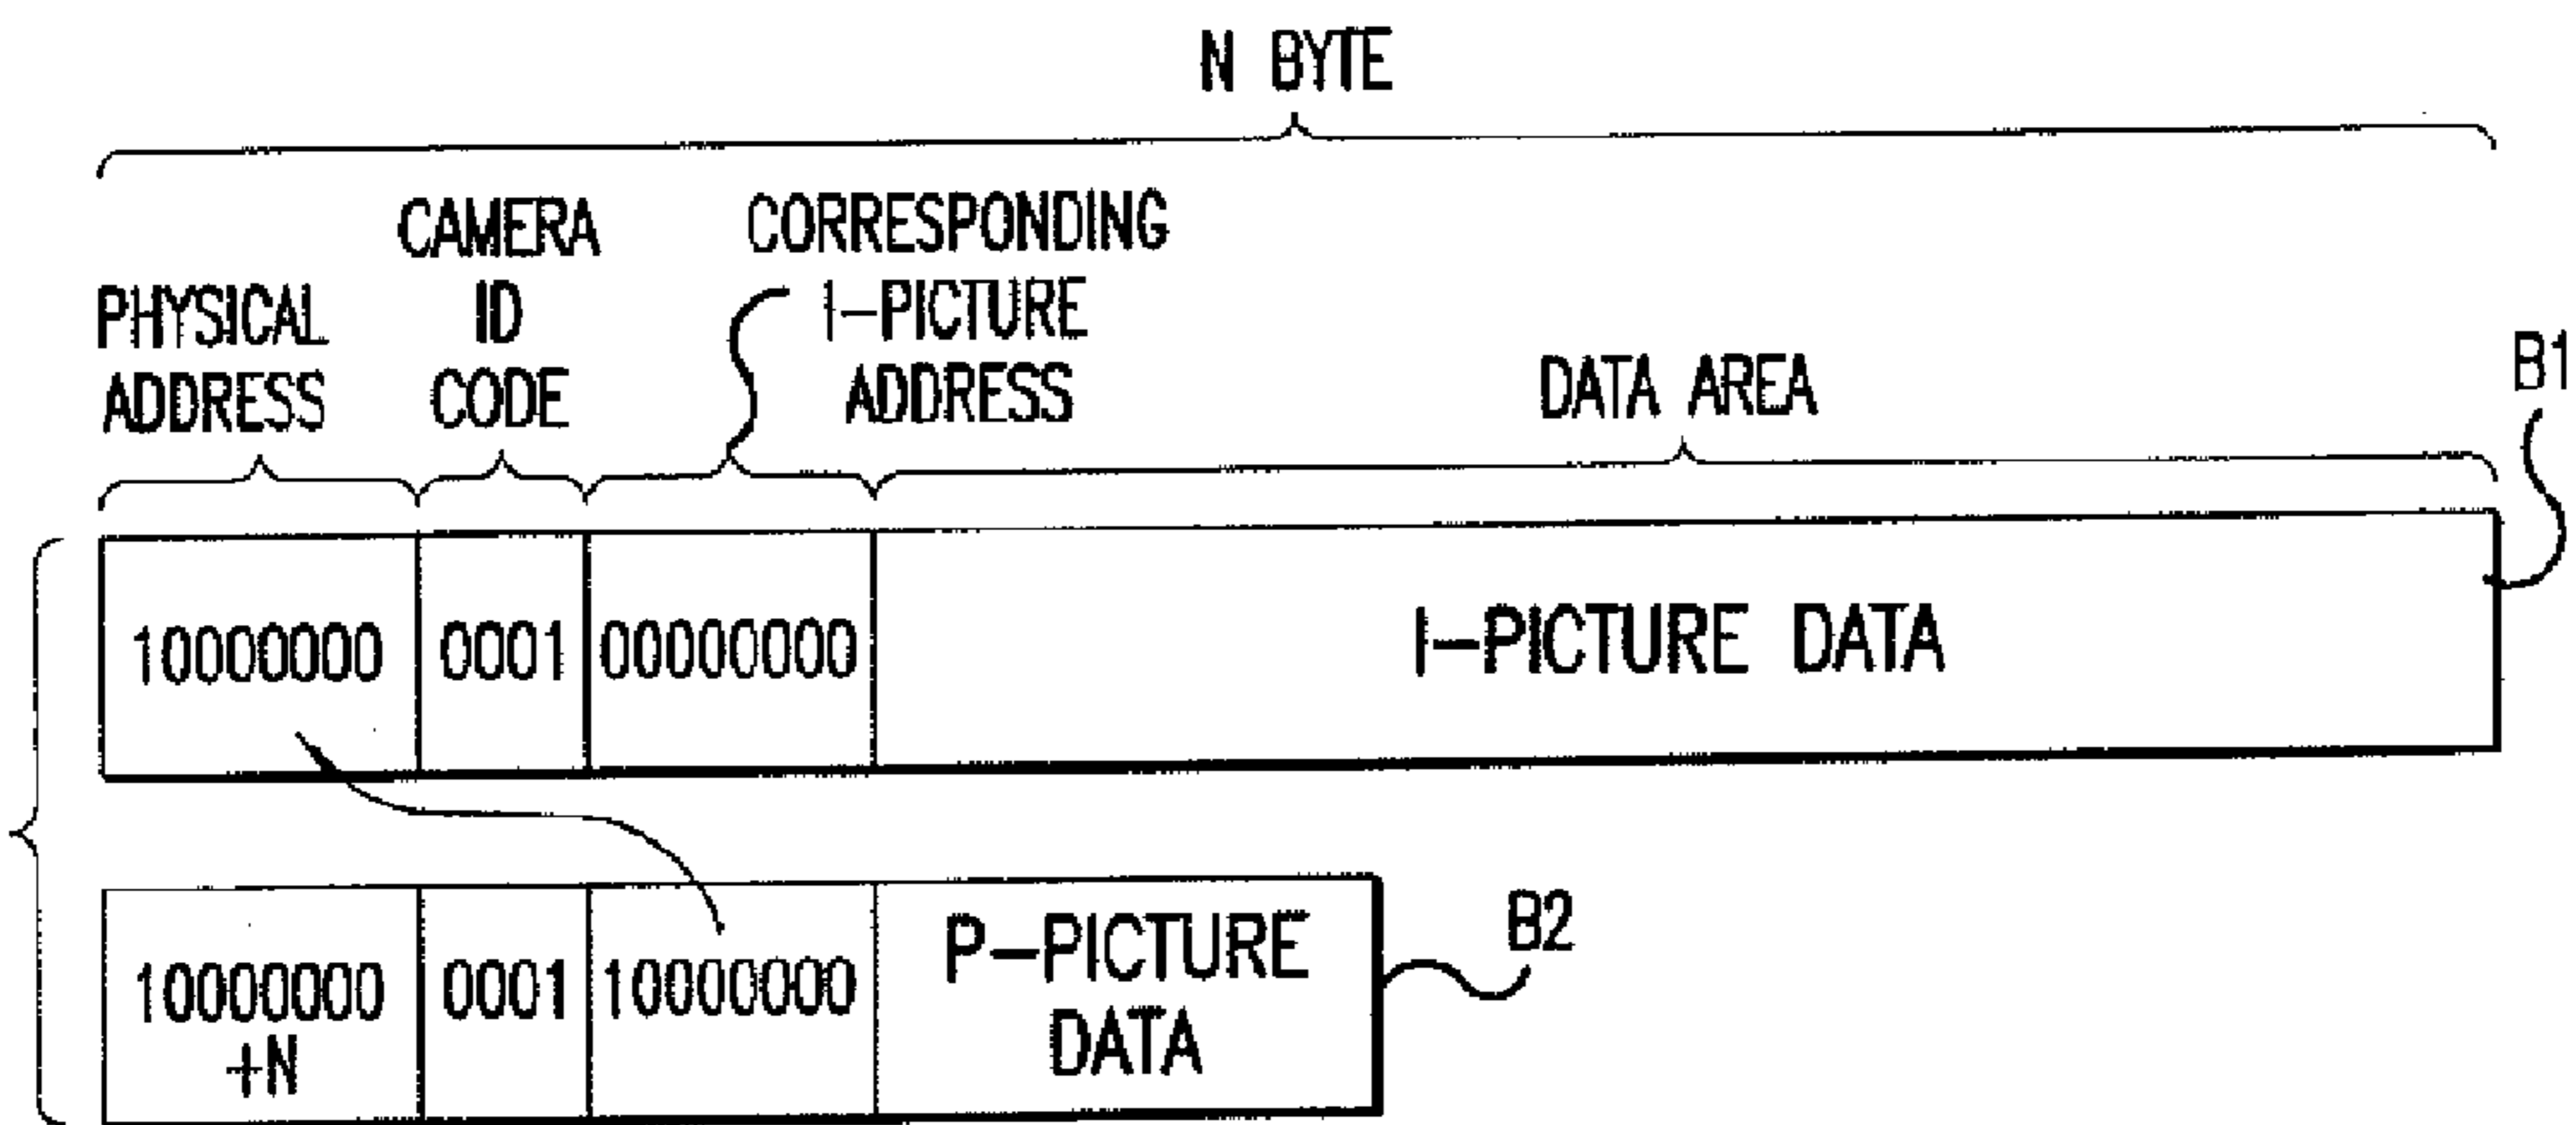 N BYTE
CAMERA
ID
CODE
CORRESPONDING
I-PICTURE
ADDRESS
PHYSICAL
ADDRESS
DATA AREA
B1
10000000 0001 00000000 I-PICTURE DATA
10000000
+N
0001 10000000
P-PICTURE
DATA
B2